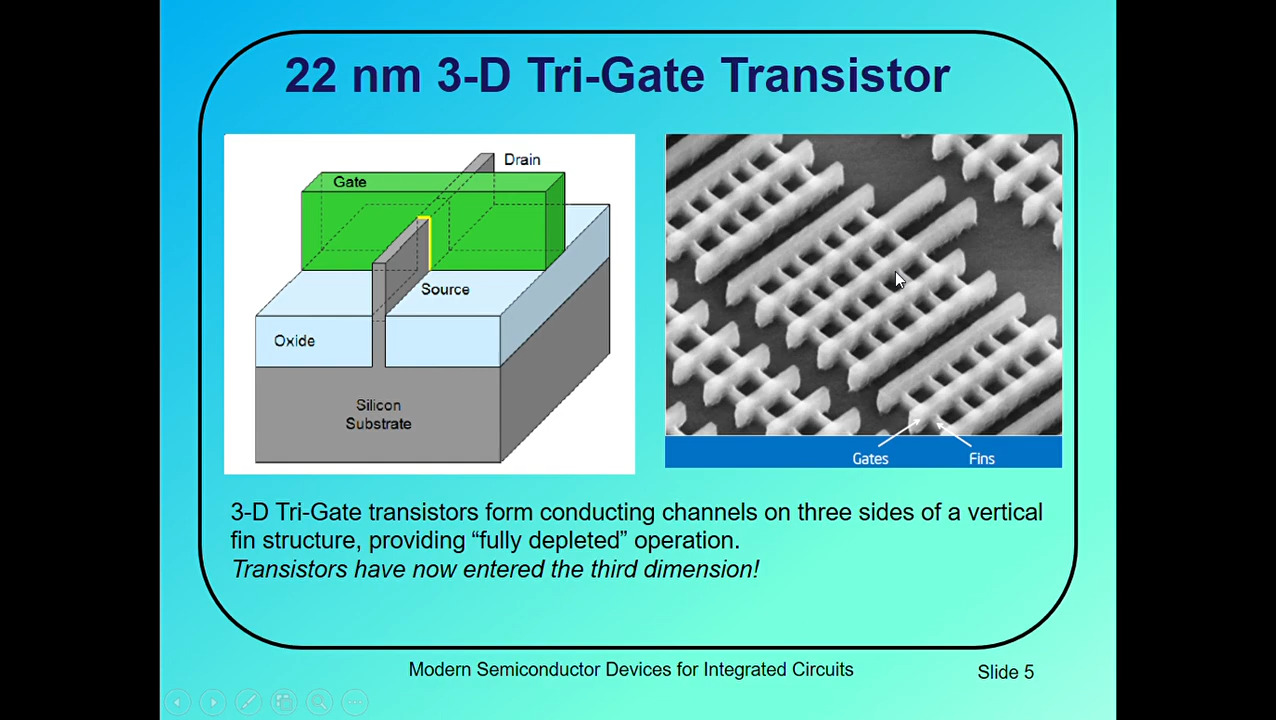 22 nm 3-D Tri-Gate Transistor
Drain
Gate
Source
Oxide
Silicon
Substrate
Gates
Fins
3-D Tri-Gate transistors form conducting channels on three sides of a vertical
fin structure, providing “fully depleted” operation.
Transistors have now entered the third dimension!
Modern Semiconductor Devices for Integrated Circuits
Slide 5